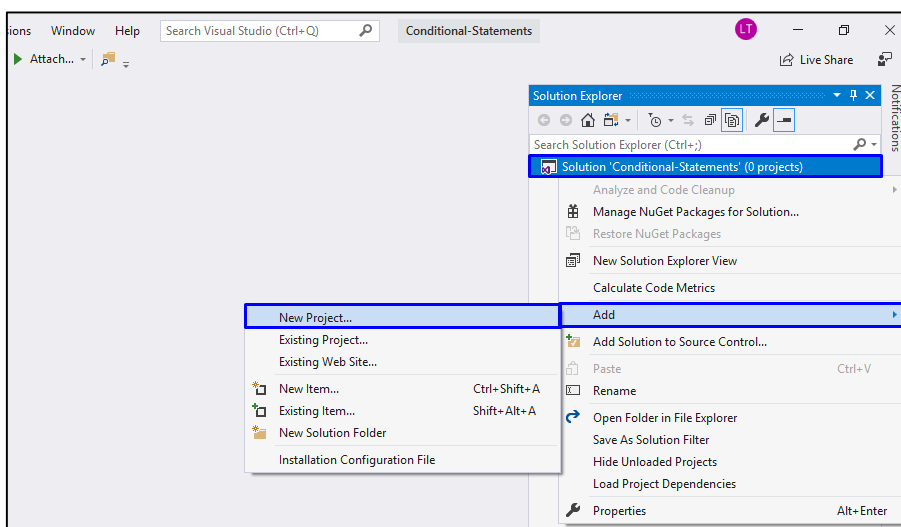 ions Window Help Search Visual Studio (Ctrl+Q) Conditional-Statements LT
Attach... Live Share
Notifications
Solution Explorer
Search Solution Explorer (Ctrl+;)
Solution 'Conditional-Statements' (0 projects)
Analyze and Code Cleanup
Manage NuGet Packages for Solution...
Restore NuGet Packages
New Solution Explorer View
Calculate Code Metrics
Add
Add Solution to Source Control...
Paste Ctrl+V
Rename
Open Folder in File Explorer
Save As Solution Filter
Hide Unloaded Projects
Load Project Dependencies
Properties Alt+Enter
New Project...
Existing Project...
Existing Web Site...
New Item... Ctrl+Shift+A
Existing Item... Shift+Alt+A
New Solution Folder
Installation Configuration File